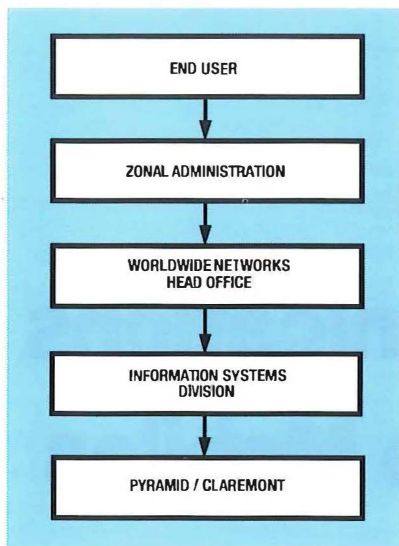 END USER
ZONAL ADMINISTRATION
WORLDWIDE NETWORKS
HEAD OFFICE
INFORMATION SYSTEMS
DIVISION
PYRAMID / CLAREMONT